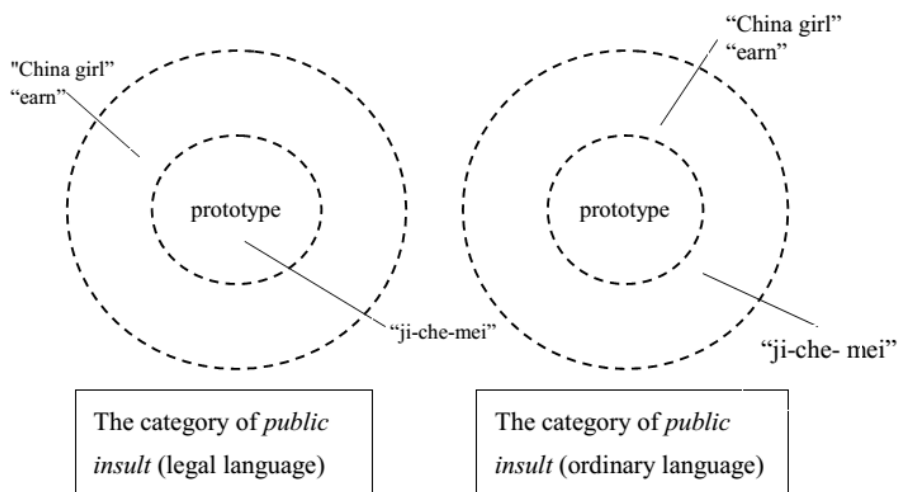 "China girl”
“earn”
prototype
“ji-che-mei”
The category of public
insult (legal language)
“China girl”
“earn”
prototype
“ji-che- mei”
The category of public
insult (ordinary language)